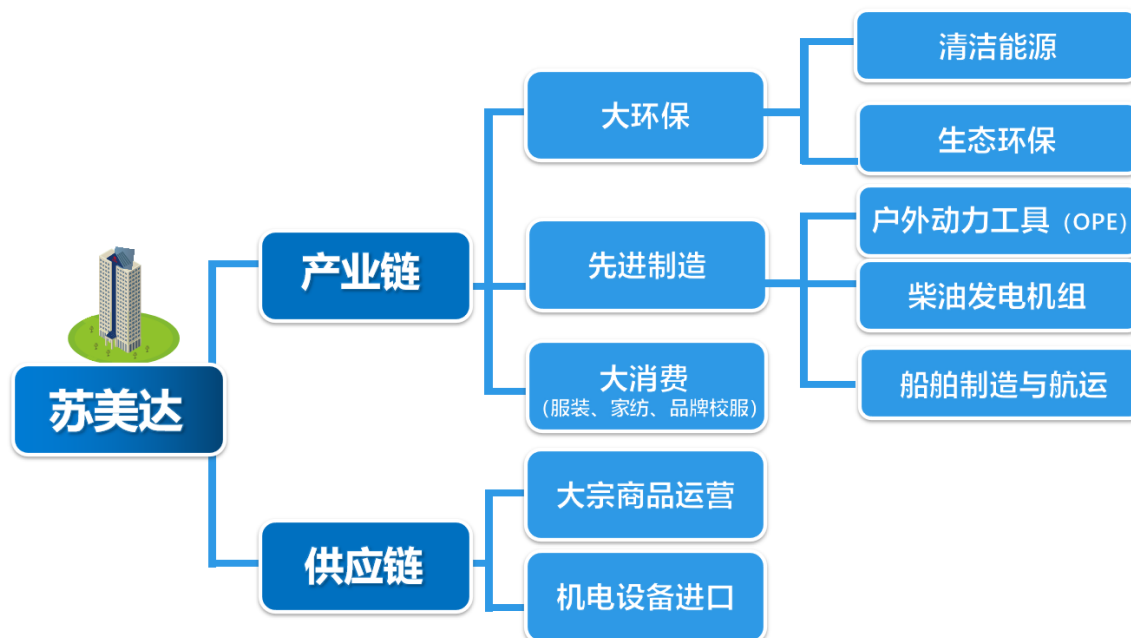 苏美达
产业链
大环保
清洁能源
生态环保
先进制造
户外动力工具（OPE）
柴油发电机组
船舶制造与航运
大消费
（服装、家纺、品牌校服）
供应链
大宗商品运营
机电设备进口